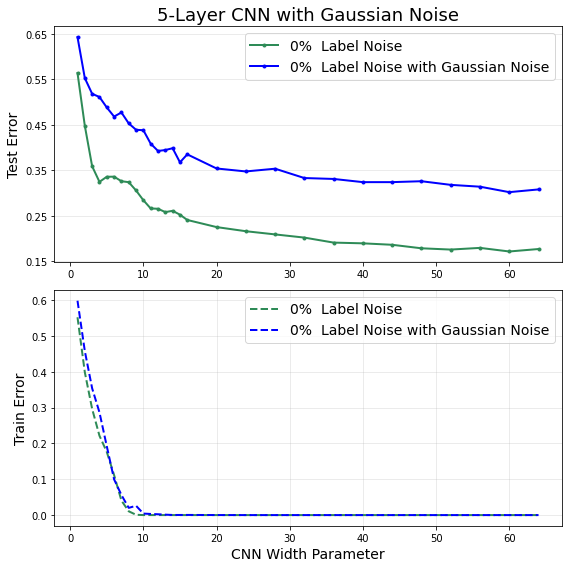 5-Layer CNN with Gaussian Noise
0%  Label Noise
0%  Label Noise with Gaussian Noise
Test Error
0.65
0.55
0.45
0.35
0.25
0.15
0 10 20 30 40 50 60
0%  Label Noise
0%  Label Noise with Gaussian Noise
Train Error
0.6
0.5
0.4
0.3
0.2
0.1
0.0
0 10 20 30 40 50 60
CNN Width Parameter